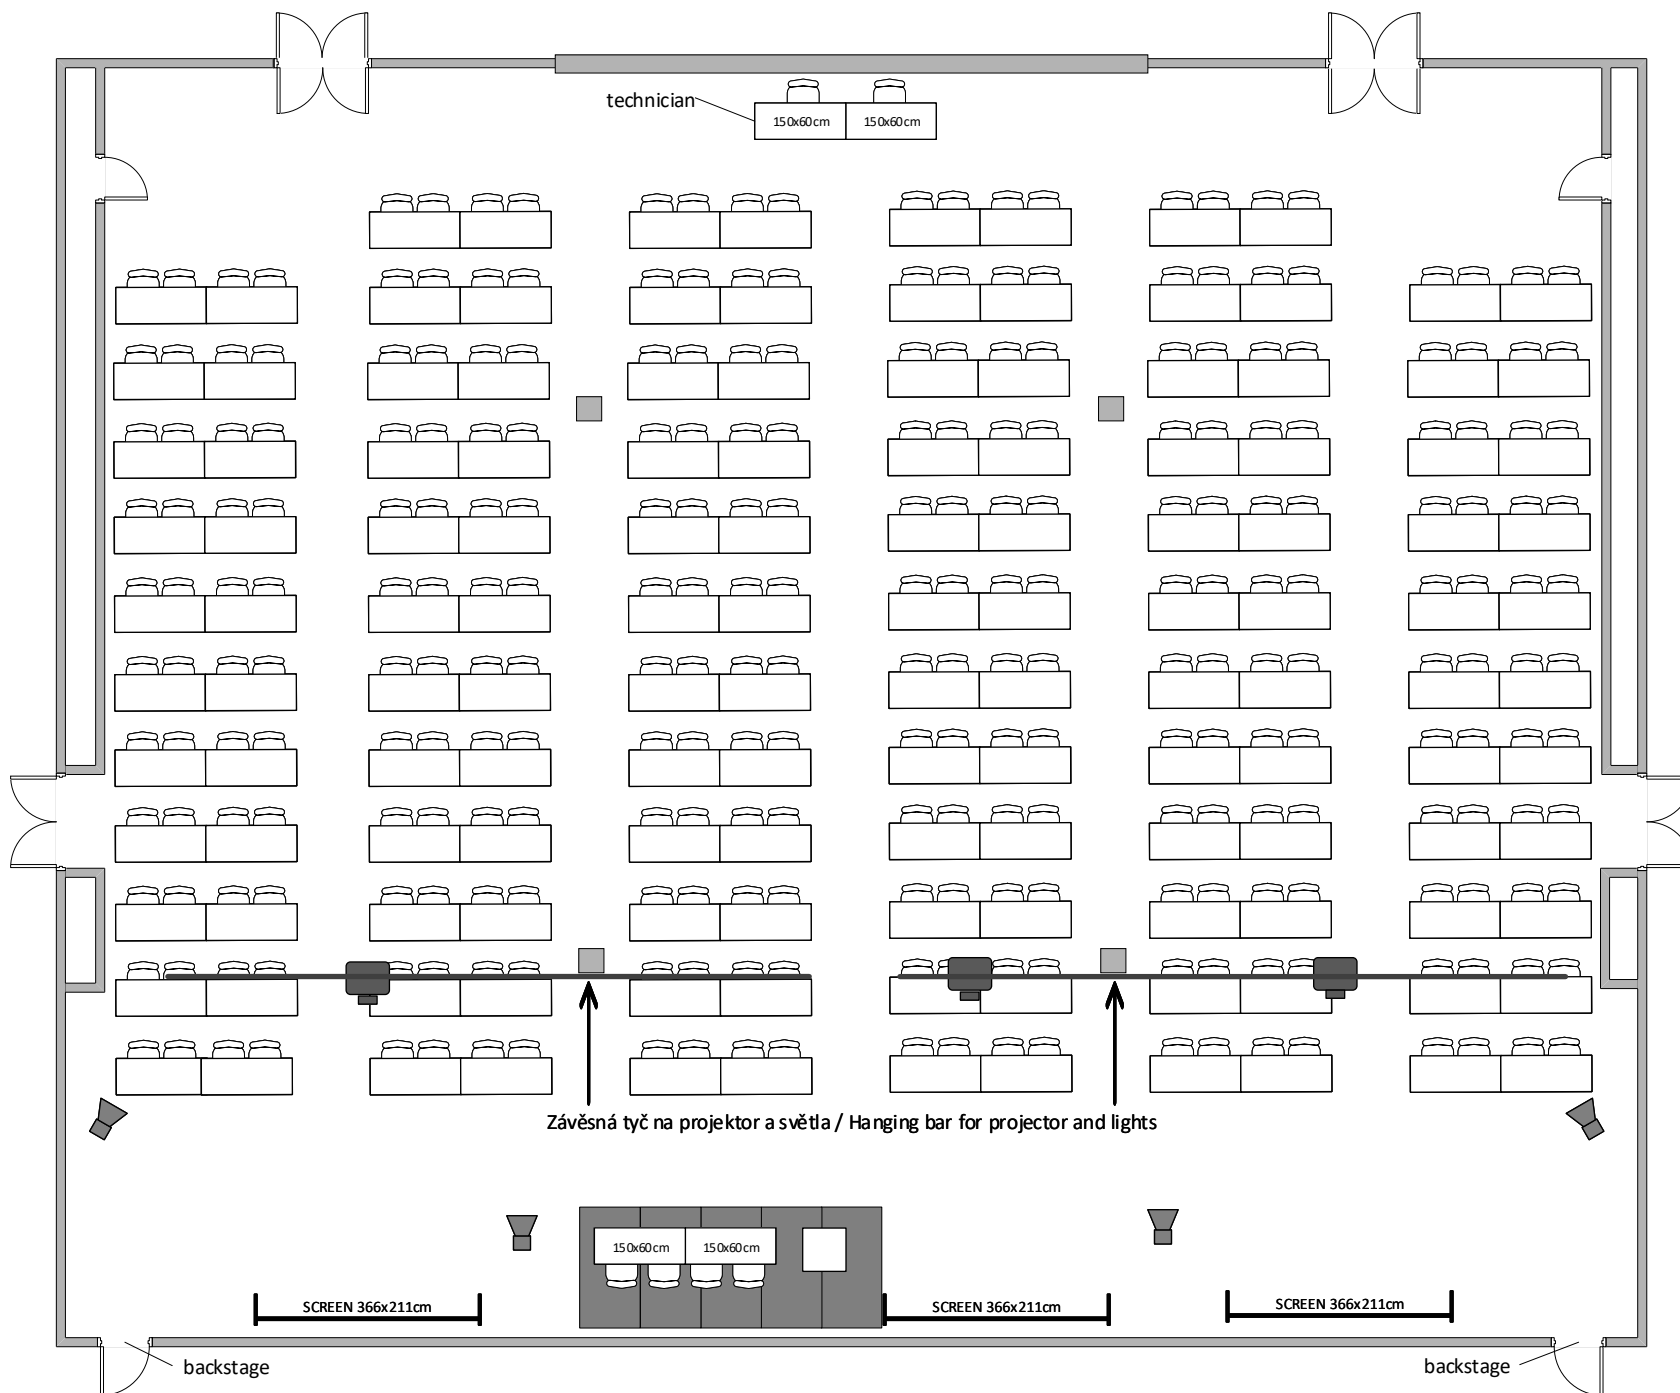 technician
150x60cm
150x60cm
Závěsná tyč na projektor a světla / Hanging bar for projector and lights
150x60cm
150x60cm
SCREEN 366x211cm
SCREEN 366x211cm
SCREEN 366x211cm
backstage
backstage